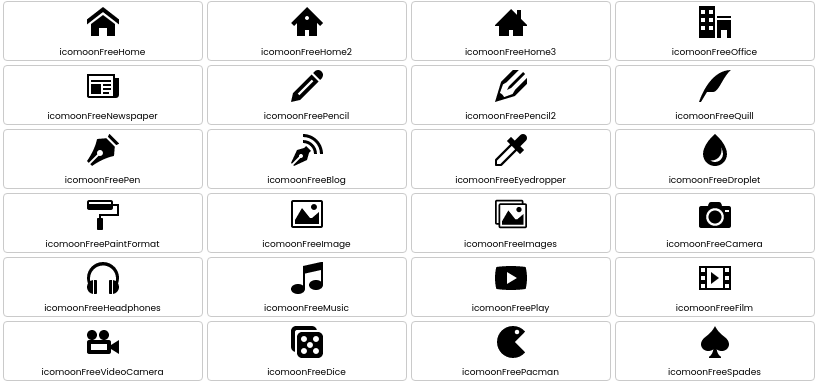 icomoonFreeHome
icomoonFreeHome2
icomoonFreeHome3
icomoonFreeOffice
icomoonFreeNewspaper
icomoonFreePencil
icomoonFreePencil2
icomoonFreeQuill
icomoonFreePen
icomoonFreeBlog
icomoonFreeEyedropper
icomoonFreeDroplet
icomoonFreePaintFormat
icomoonFreeImage
icomoonFreeImages
icomoonFreeCamera
icomoonFreeHeadphones
icomoonFreeMusic
icomoonFreePlay
icomoonFreeFilm
icomoonFreeVideoCamera
icomoonFreeDice
icomoonFreePacman
icomoonFreeSpades